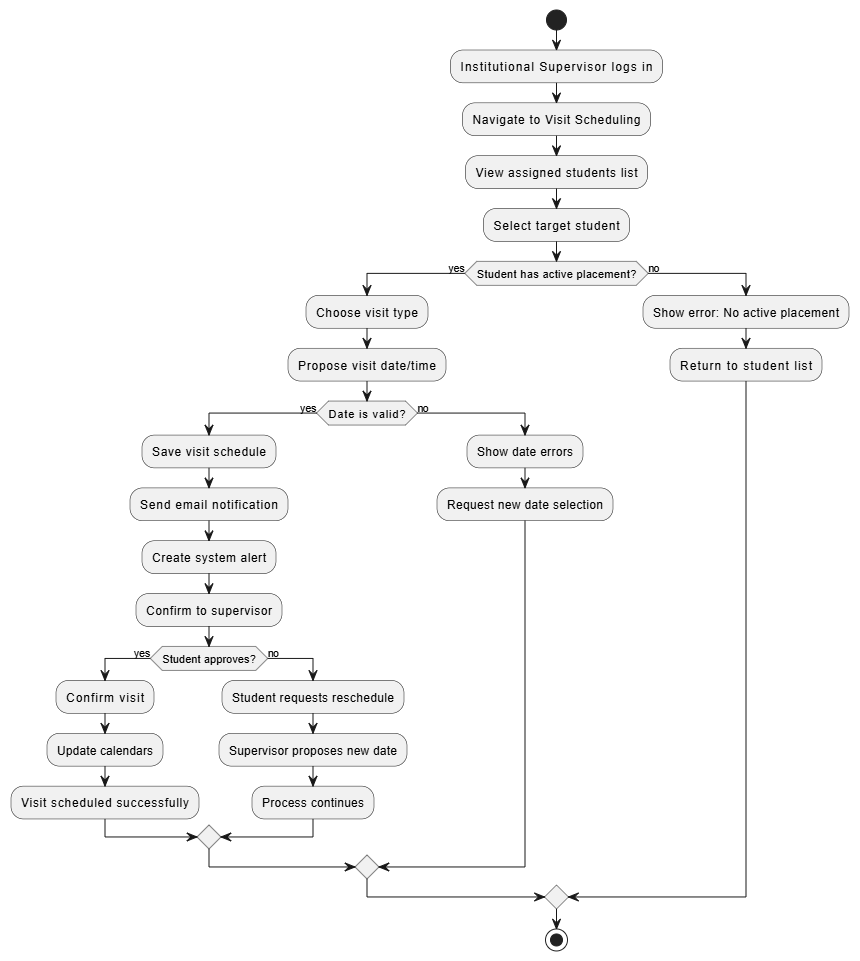 Institutional Supervisor logs in
Navigate to Visit Scheduling
View assigned students list
Select target student
yes
Student has active placement?
no
Choose visit type
Show error: No active placement
Propose visit date/time
Return to student list
yes
Date is valid?
no
Save visit schedule
Show date errors
Send email notification
Request new date selection
Create system alert
Confirm to supervisor
yes
Student approves?
no
Confirm visit
Student requests reschedule
Update calendars
Supervisor proposes new date
Visit scheduled successfully
Process continues